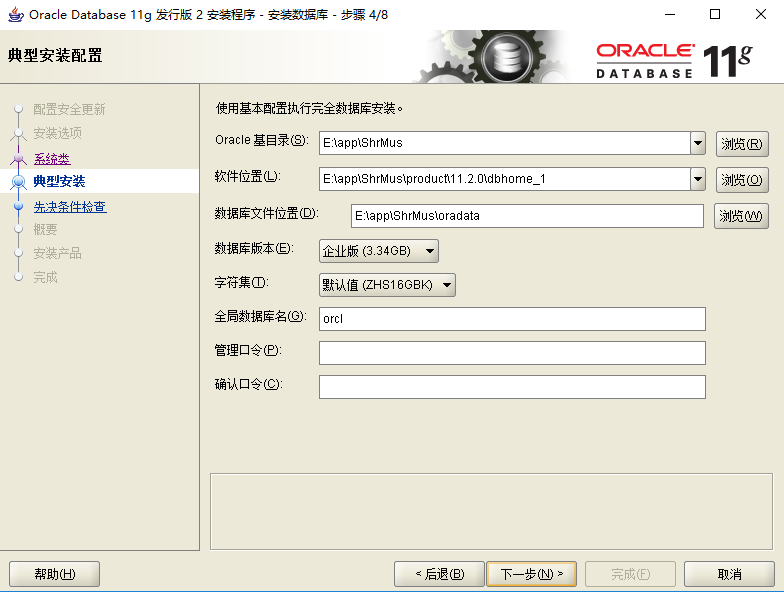 Oracle Database 11g 发行版 2 安装程序 - 安装数据库 - 步骤 4/8
典型安装配置
ORACLE
DATABASE
11g
配置安全更新
安装选项
系统类
典型安装
先决条件检查
概要
安装产品
完成
使用基本配置执行完全数据库安装。
Oracle 基目录(S): E:\app\ShrMus 浏览(R)
软件位置(L): E:\app\ShrMus\product\11.2.0\dbhome_1 浏览(O)
数据库文件位置(D): E:\app\ShrMus\oradata 浏览(W)
数据库版本(E): 企业版 (3.34GB)
字符集(T): 默认值 (ZHS16GBK)
全局数据库名(G): orcl
管理口令(P):
确认口令(C):
帮助(H) < 后退(B) 下一步(N) > 完成(F) 取消